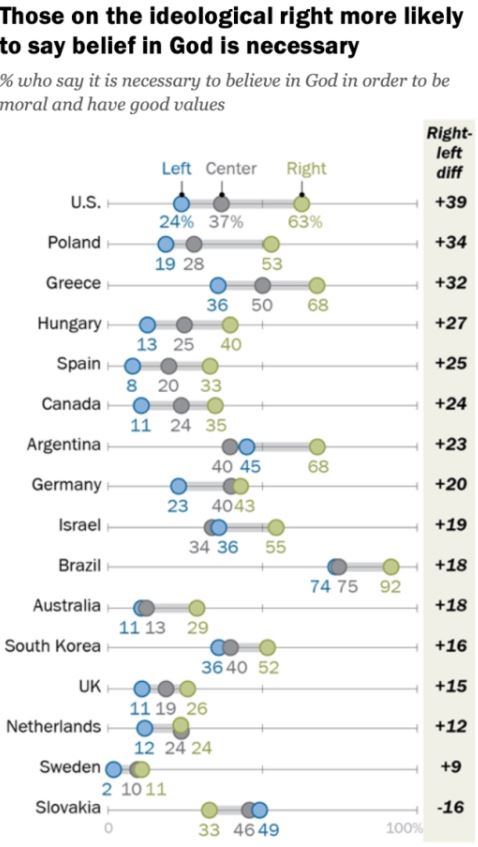 Those on the ideological right more likely
to say belief in God is necessary
% who say it is necessary to believe in God in order to be
moral and have good values
Right-
left
diff
Left Center Right
U.S. +39
24% 37% 63%
Poland +34
19 28 53
Greece +32
36 50 68
Hungary +27
13 25 40
Spain +25
8 20 33
Canada +24
11 24 35
Argentina +23
40 45 68
Germany +20
23 40 43
Israel +19
34 36 55
Brazil +18
74 75 92
Australia +18
11 13 29
South Korea +16
36 40 52
UK +15
11 19 26
Netherlands +12
12 24 24
Sweden +9
2 10 11
Slovakia -16
0 33 46 49 100%